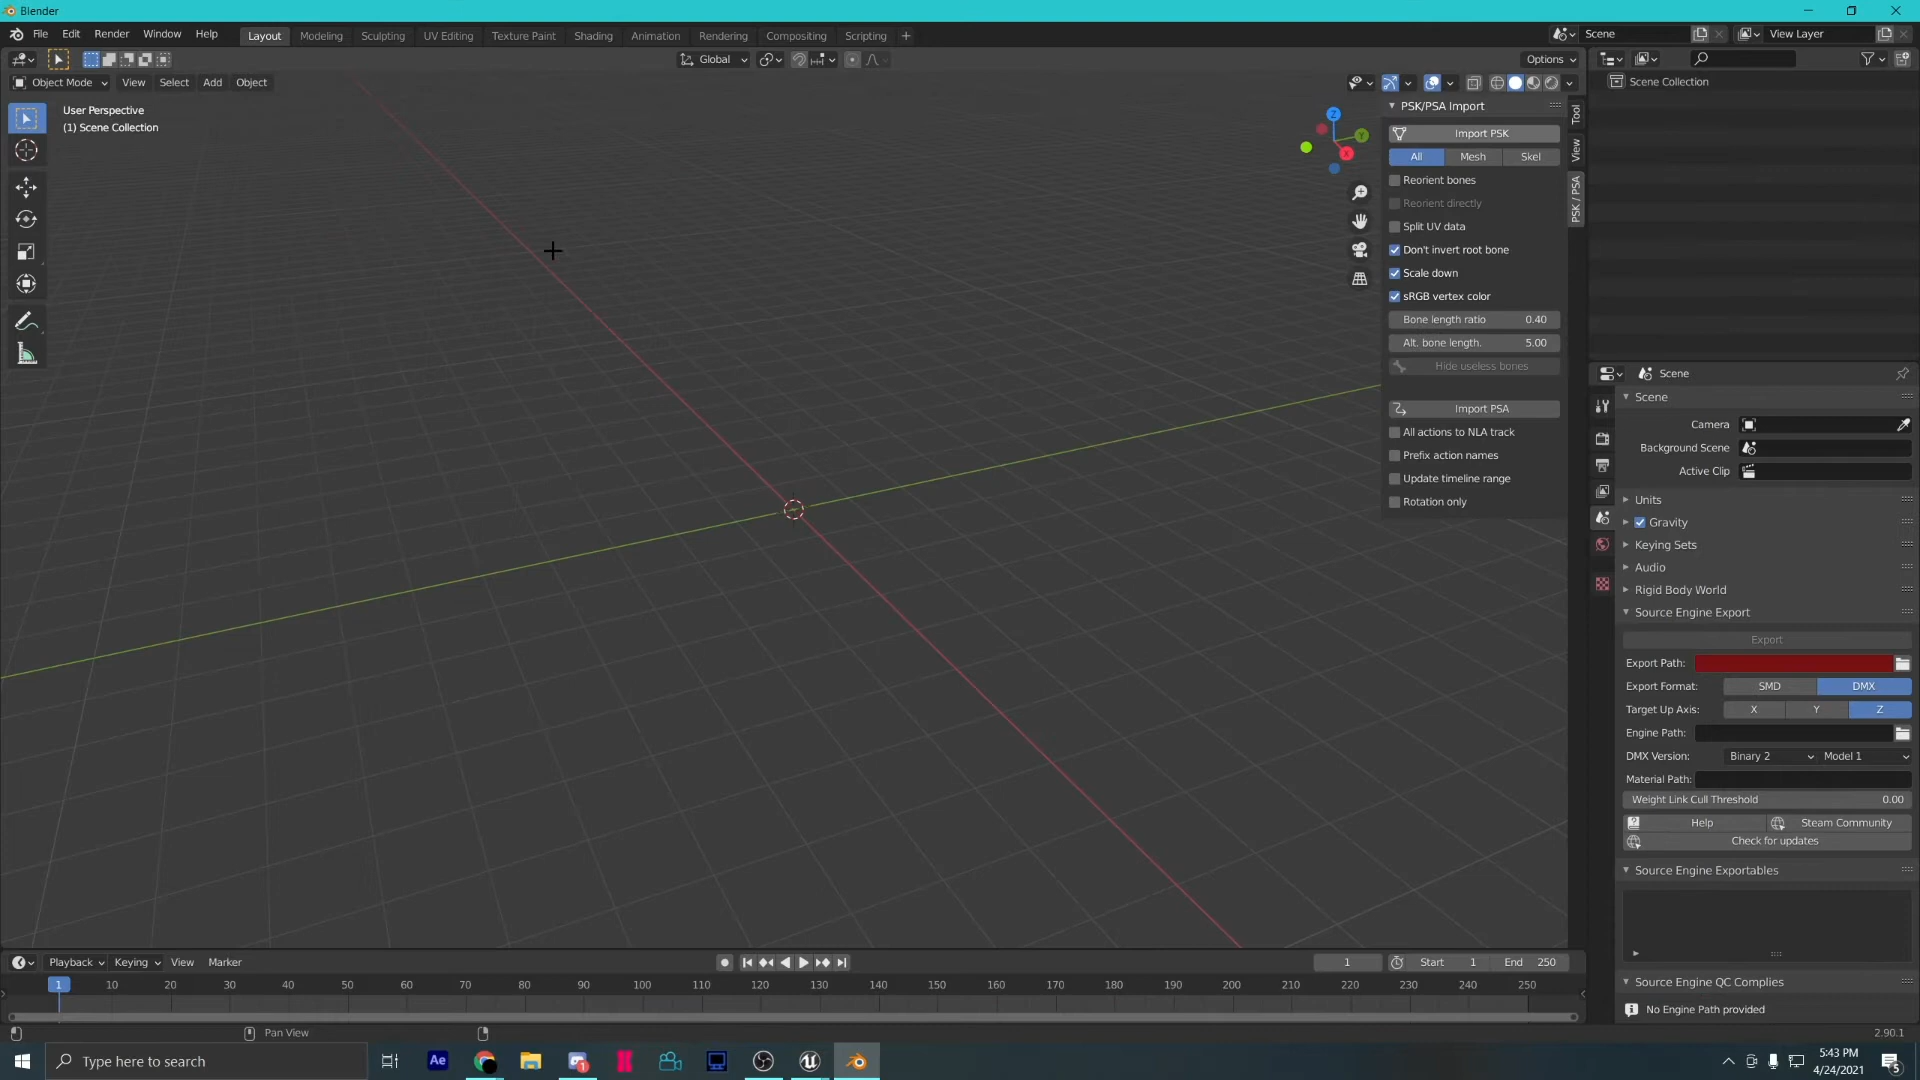 Blender
File Edit Render Window Help Layout Modeling Sculpting UV Editing Texture Paint Shading Animation Rendering Compositing Scripting + Scene View Layer
Global Options
Object Mode View Select Add Object
User Perspective
(1) Scene Collection
Z
Y
X
PSK/PSA Import
Import PSK
All Mesh Skel
Reorient bones
Reorient directly
Split UV data
Don't invert root bone
Scale down
sRGB vertex color
Bone length ratio 0.40
Alt. bone length. 5.00
Hide useless bones
Import PSA
All actions to NLA track
Prefix action names
Update timeline range
Rotation only
Tool
View
PSK / PSA
Scene Collection
Scene
Scene
Camera
Background Scene
Active Clip
Units
Gravity
Keying Sets
Audio
Rigid Body World
Source Engine Export
Export
Export Path:
Export Format: SMD DMX
Target Up Axis: X Y Z
Engine Path:
DMX Version: Binary 2 Model 1
Material Path:
Weight Link Cull Threshold 0.00
Help Steam Community
Check for updates
Source Engine Exportables
Source Engine QC Complies
No Engine Path provided
Playback Keying View Marker 1 Start 1 End 250
1 10 20 30 40 50 60 70 80 90 100 110 120 130 140 150 160 170 180 190 200 210 220 230 240 250
Pan View 2.90.1
Type here to search Ae 1 5:43 PM
4/24/2021 5